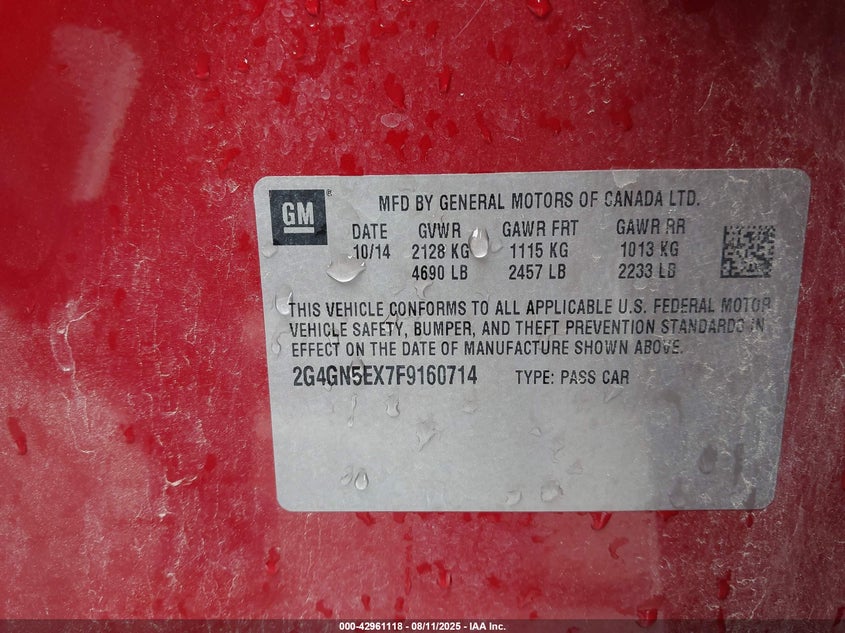 GM®
MFD BY GENERAL MOTORS OF CANADA LTD.
DATE GVWR GAWR FRT GAWR RR
10/14 2128 KG 1115 KG 1013 KG
4690 LB 2457 LB 2233 LB
THIS VEHICLE CONFORMS TO ALL APPLICABLE U.S. FEDERAL MOTOR
VEHICLE SAFETY, BUMPER, AND THEFT PREVENTION STANDARDS IN
EFFECT ON THE DATE OF MANUFACTURE SHOWN ABOVE.
2G4GN5EX7F9160714 TYPE: PASS CAR
000-42961118 - 08/11/2025 - IAA Inc.